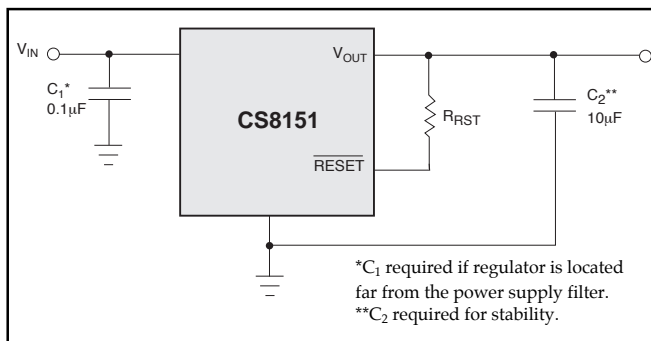 V_IN
C_1*
0.1µF
CS8151
V_OUT
R_RST
RESET
C_2**
10µF
*C_1 required if regulator is located
far from the power supply filter.
**C_2 required for stability.